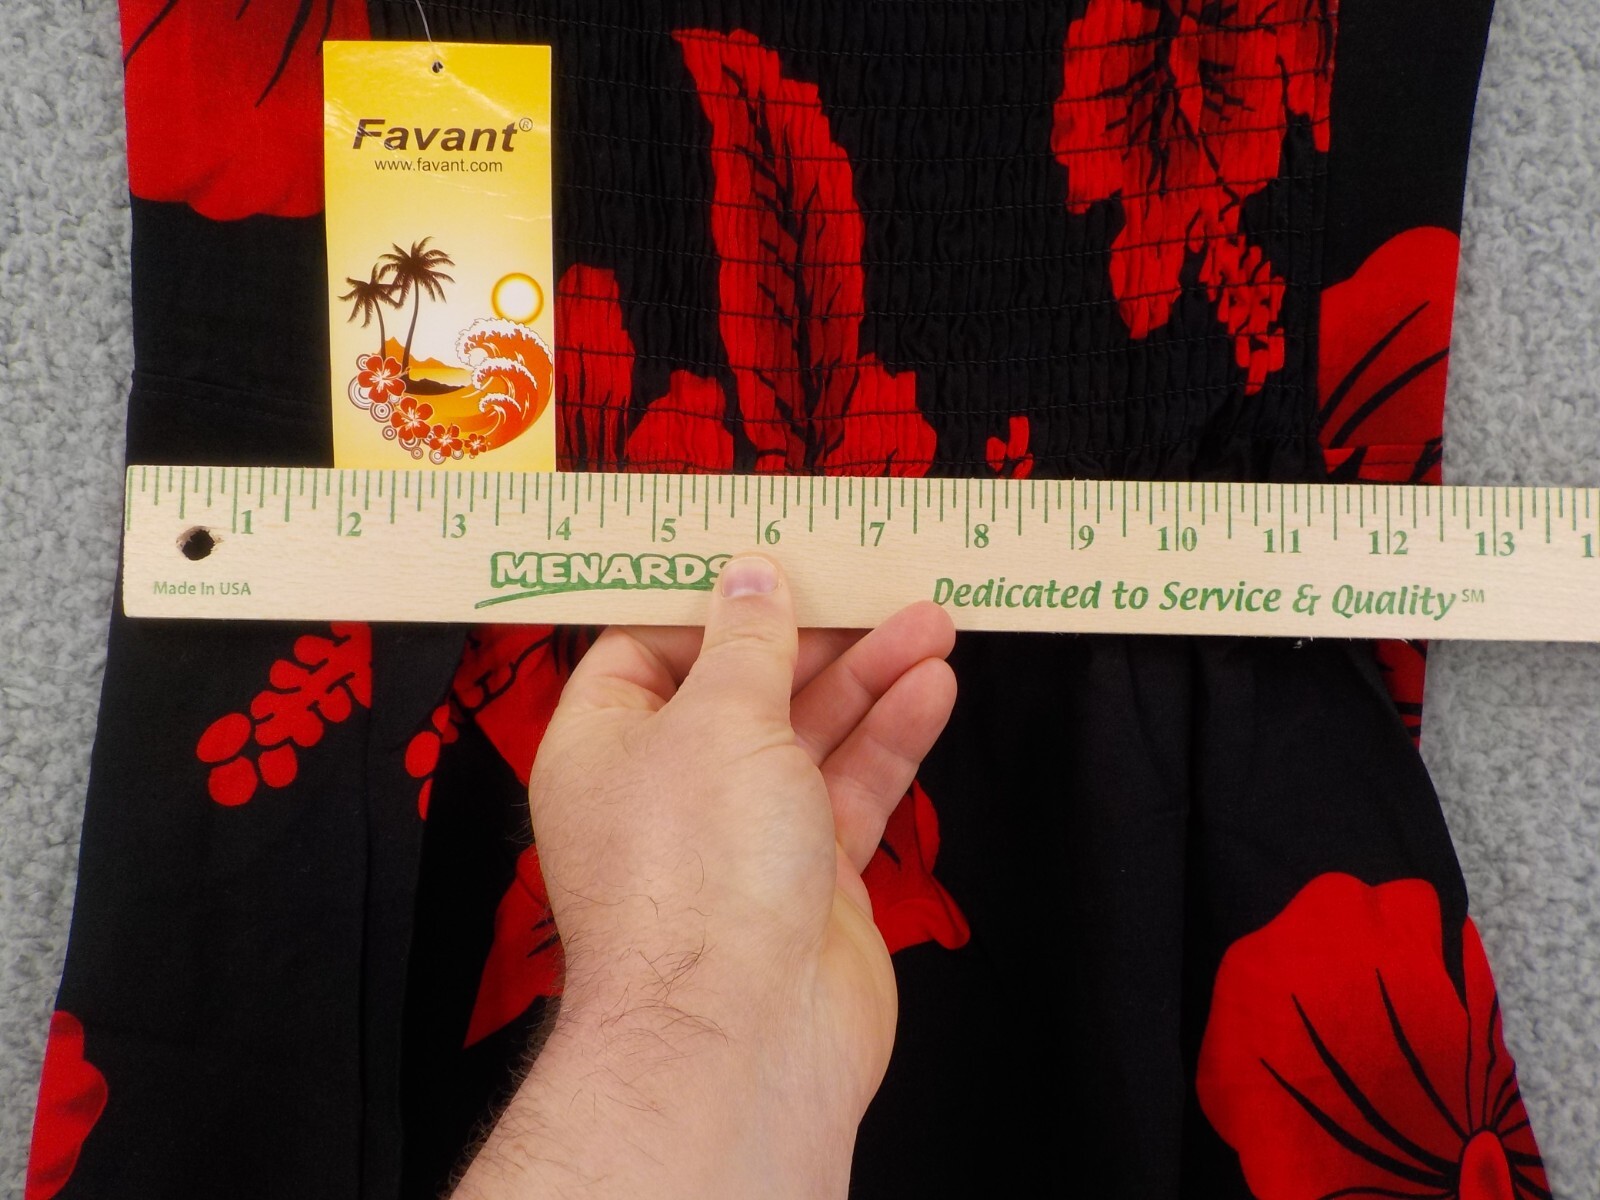 Favant®
www.favant.com
1 2 3 4 5 6 7 8 9 10 11 12 13 1
MENARDS
Dedicated to Service & Quality℠
Made In USA